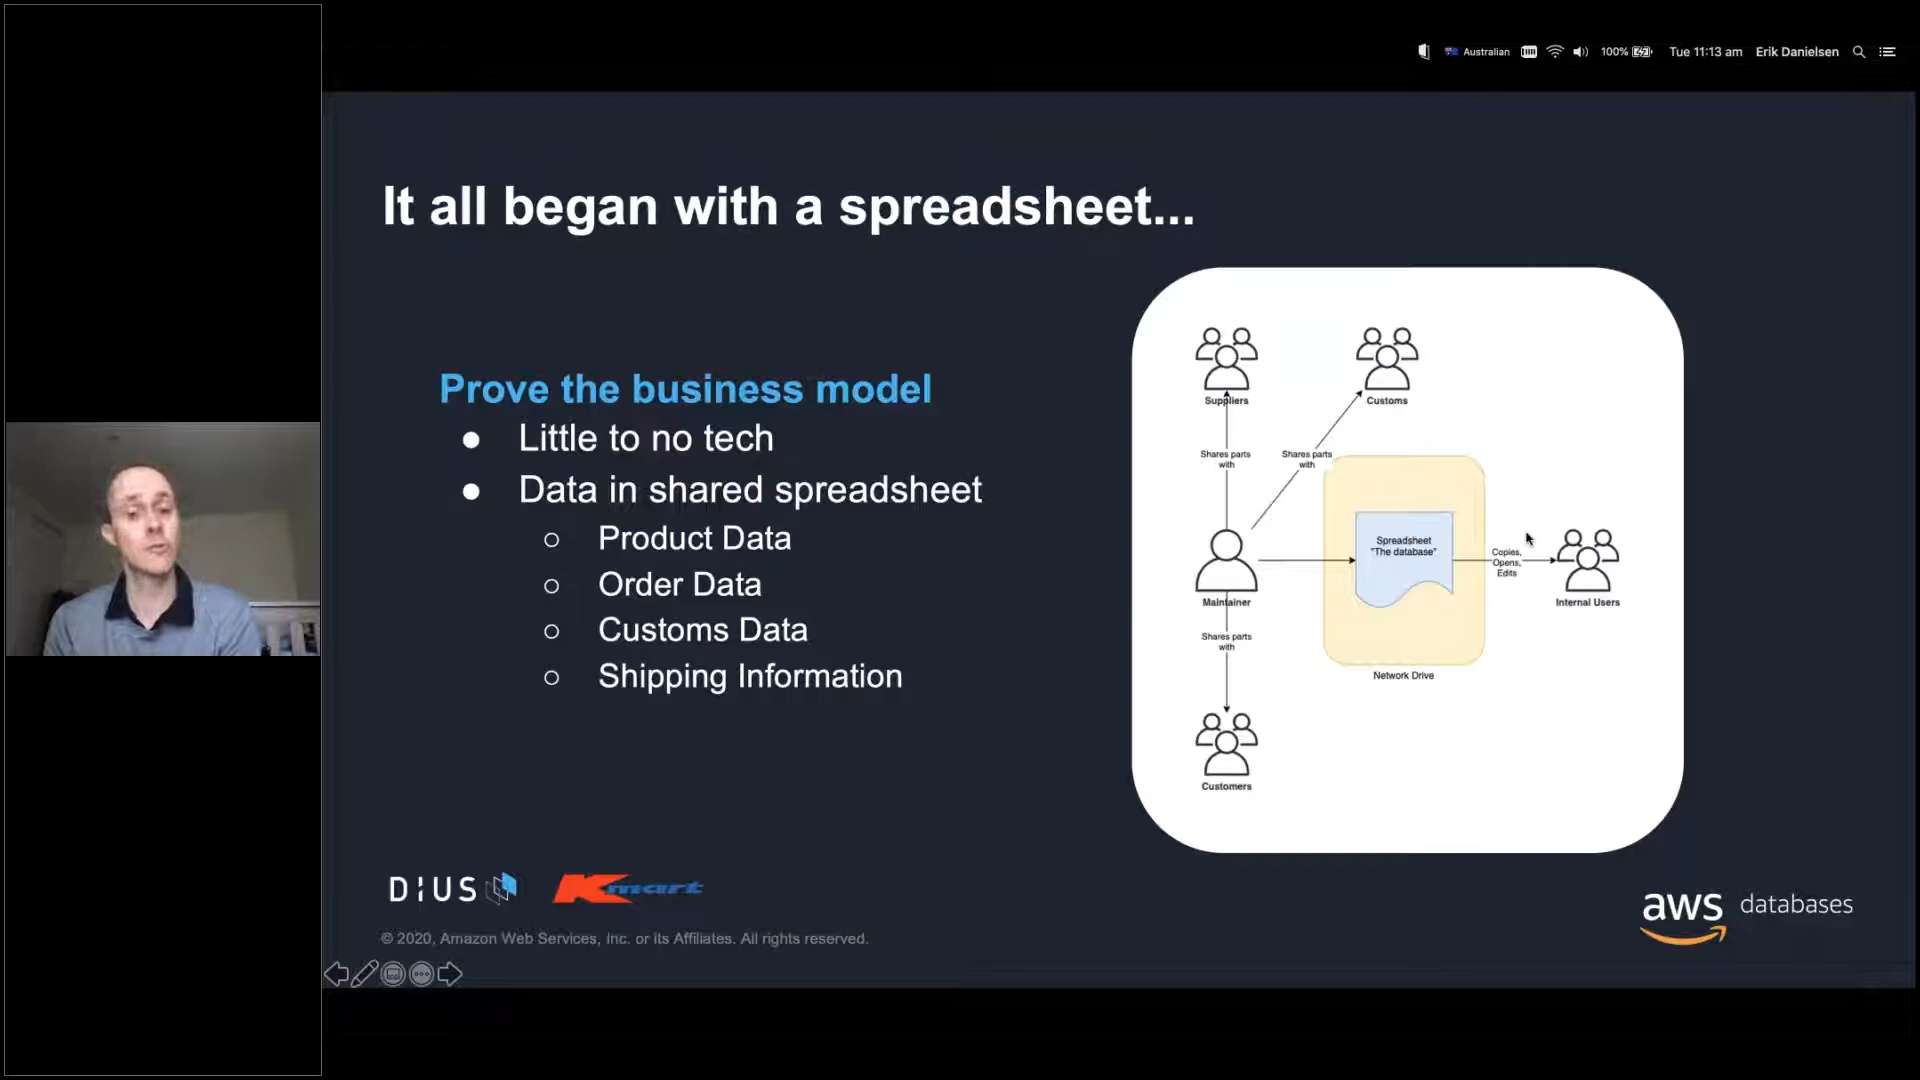 Australian 100% Tue 11:13 am Erik Danielsen
It all began with a spreadsheet...
Prove the business model
● Little to no tech
● Data in shared spreadsheet
○ Product Data
○ Order Data
○ Customs Data
○ Shipping Information
Suppliers
Customs
Shares parts
with
Shares parts
with
Spreadsheet
"The database"
Copies,
Opens,
Edits
Maintainer
Internal Users
Shares parts
with
Network Drive
Customers
DiUS
Kmart
aws databases
© 2020, Amazon Web Services, Inc. or its Affiliates. All rights reserved.